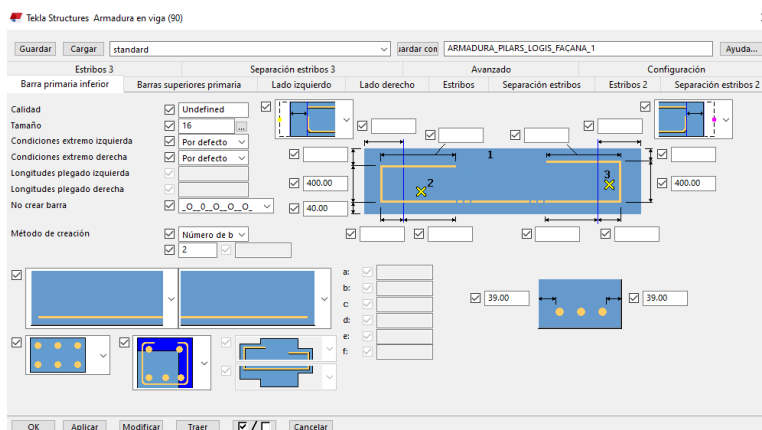 Tekla Structures Armadura en viga (90)
Guardar Cargar standard uardar con ARMADURA_PILARS_LOGIS_FAÇANA_1 Ayuda...
Estribos 3 Separación estribos 3 Avanzado Configuración
Barra primaria inferior Barras superiores primaria Lado izquierdo Lado derecho Estribos Separación estribos Estribos 2 Separación estribos 2
Calidad Undefined
Tamaño 16 ...
Condiciones extremo izquierda Por defecto
Condiciones extremo derecha Por defecto
Longitudes plegado izquierda
Longitudes plegado derecha
No crear barra _O_0__O__O__O_
Método de creación Número de b
2
1
400.00 2 3 400.00
40.00
a:
b:
c:
d:
e:
f:
39.00 39.00
OK Aplicar Modificar Traer / Cancelar